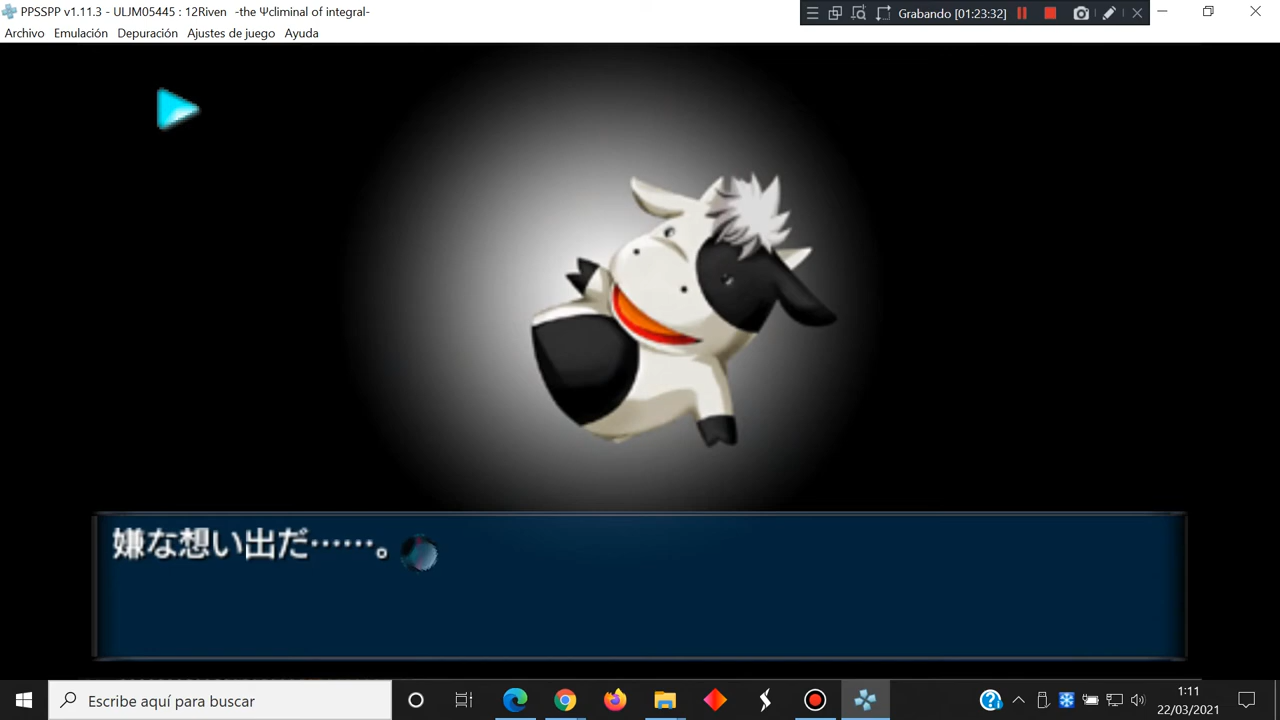 PPSSPP v1.11.3 - ULJM05445 : 12Riven -the Ψcliminal of integral-
Grabando [01:23:32]
Archivo Emulación Depuración Ajustes de juego Ayuda
嫌な想い出だ……。
Escribe aquí para buscar
1:11
22/03/2021